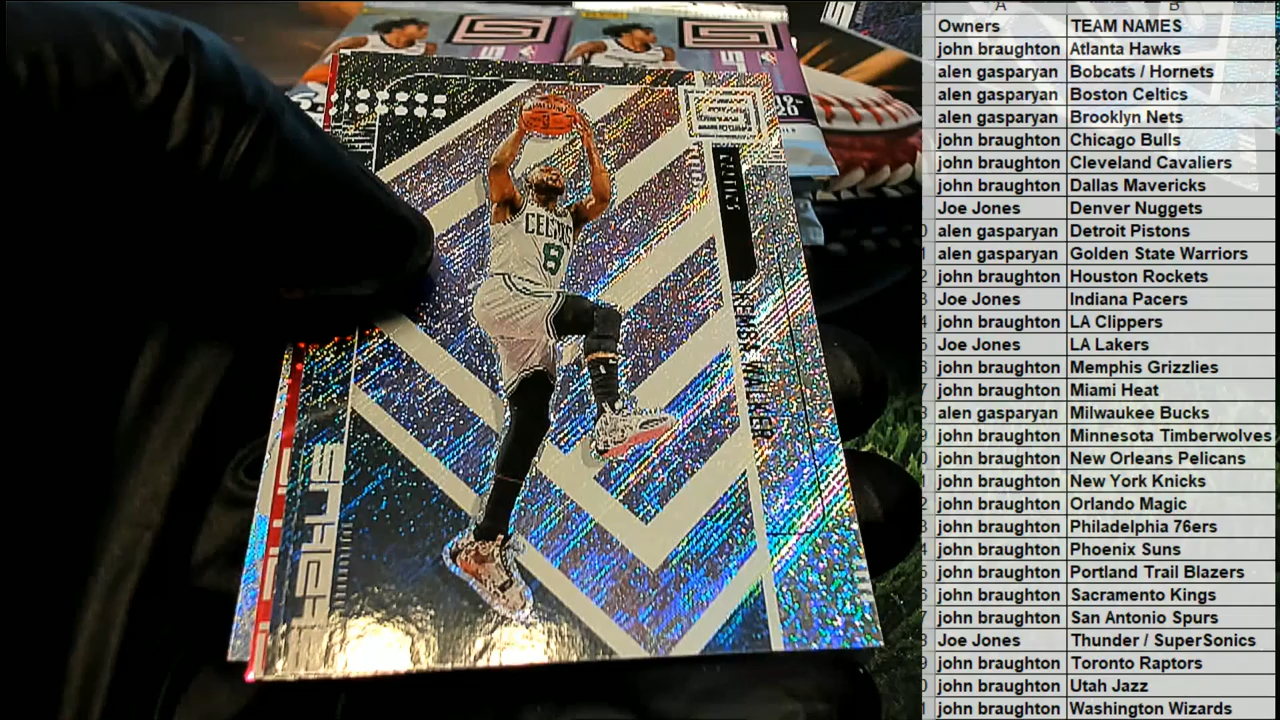 A B
Owners TEAM NAMES
john braughton Atlanta Hawks
alen gasparyan Bobcats / Hornets
alen gasparyan Boston Celtics
alen gasparyan Brooklyn Nets
john braughton Chicago Bulls
john braughton Cleveland Cavaliers
john braughton Dallas Mavericks
Joe Jones Denver Nuggets
alen gasparyan Detroit Pistons
alen gasparyan Golden State Warriors
john braughton Houston Rockets
Joe Jones Indiana Pacers
john braughton LA Clippers
Joe Jones LA Lakers
john braughton Memphis Grizzlies
john braughton Miami Heat
alen gasparyan Milwaukee Bucks
john braughton Minnesota Timberwolves
john braughton New Orleans Pelicans
john braughton New York Knicks
john braughton Orlando Magic
john braughton Philadelphia 76ers
john braughton Phoenix Suns
john braughton Portland Trail Blazers
john braughton Sacramento Kings
john braughton San Antonio Spurs
Joe Jones Thunder / SuperSonics
john braughton Toronto Raptors
john braughton Utah Jazz
john braughton Washington Wizards
CELTICS
8
KEMBA WALKER